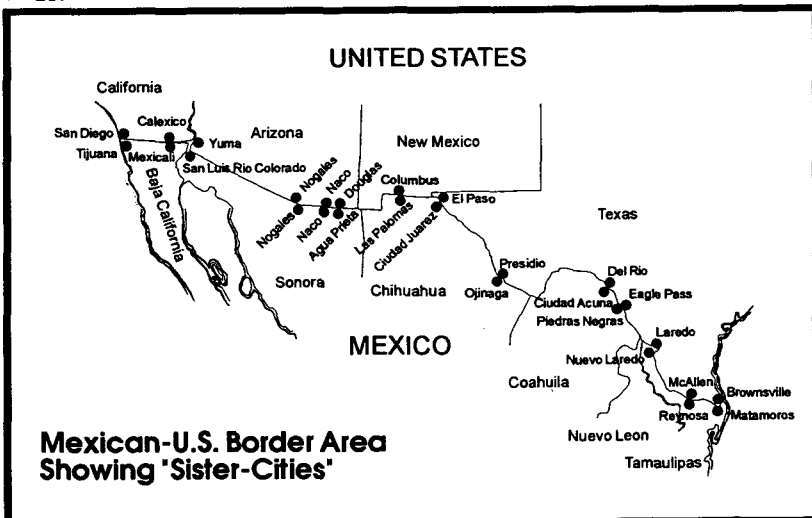 UNITED STATES
California
San Diego
Calexico
Yuma
Arizona
New Mexico
Tijuana
Mexicali
San Luis Rio Colorado
Baja California
Nogales
Naco
Douglas
Nogales
Naco
Agua Prieta
Columbus
Las Palomas
El Paso
Ciudad Juarez
Texas
Sonora
Chihuahua
Presidio
Ojinaga
Del Rio
Ciudad Acuna
Eagle Pass
Piedras Negras
MEXICO
Laredo
Nuevo Laredo
Coahuila
McAllen
Brownsville
Reynosa
Matamoros
Nuevo Leon
Tamaulipas
Mexican-U.S. Border Area
Showing 'Sister-Cities'